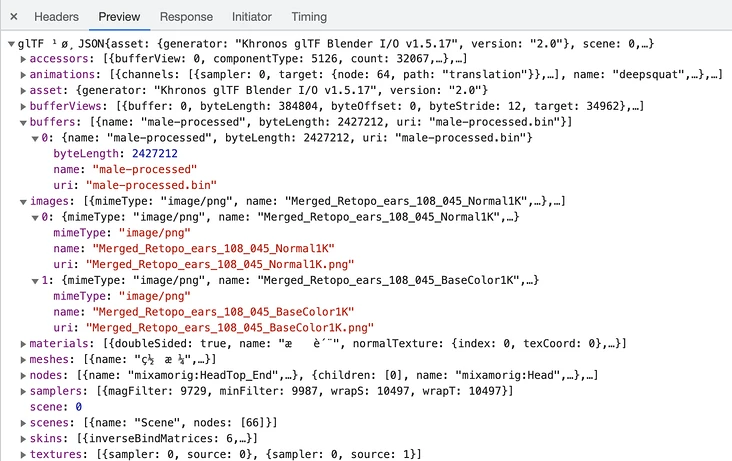 Headers Preview Response Initiator Timing
glTF ¹ ø¸ JSON{asset: {generator: "Khronos glTF Blender I/O v1.5.17", version: "2.0"}, scene: 0,…}
accessors: [{bufferView: 0, componentType: 5126, count: 32067,…},…]
animations: [{channels: [{sampler: 0, target: {node: 64, path: "translation"}},…], name: "deepsquat",…},…]
asset: {generator: "Khronos glTF Blender I/O v1.5.17", version: "2.0"}
bufferViews: [{buffer: 0, byteLength: 384804, byteOffset: 0, byteStride: 12, target: 34962},…]
buffers: [{name: "male-processed", byteLength: 2427212, uri: "male-processed.bin"}]
0: {name: "male-processed", byteLength: 2427212, uri: "male-processed.bin"}
byteLength: 2427212
name: "male-processed"
uri: "male-processed.bin"
images: [{mimeType: "image/png", name: "Merged_Retopo_ears_108_045_Normal1K",…},…]
0: {mimeType: "image/png", name: "Merged_Retopo_ears_108_045_Normal1K",…}
mimeType: "image/png"
name: "Merged_Retopo_ears_108_045_Normal1K"
uri: "Merged_Retopo_ears_108_045_Normal1K.png"
1: {mimeType: "image/png", name: "Merged_Retopo_ears_108_045_BaseColor1K",…}
mimeType: "image/png"
name: "Merged_Retopo_ears_108_045_BaseColor1K"
uri: "Merged_Retopo_ears_108_045_BaseColor1K.png"
materials: [{doubleSided: true, name: "æ è´¨", normalTexture: {index: 0, texCoord: 0},…}]
meshes: [{name: "ç½ æ ¼",…}]
nodes: [{name: "mixamorig:HeadTop_End",…}, {children: [0], name: "mixamorig:Head",…},…]
samplers: [{magFilter: 9729, minFilter: 9987, wrapS: 10497, wrapT: 10497}]
scene: 0
scenes: [{name: "Scene", nodes: [66]}]
skins: [{inverseBindMatrices: 6,…}]
textures: [{sampler: 0, source: 0}, {sampler: 0, source: 1}]